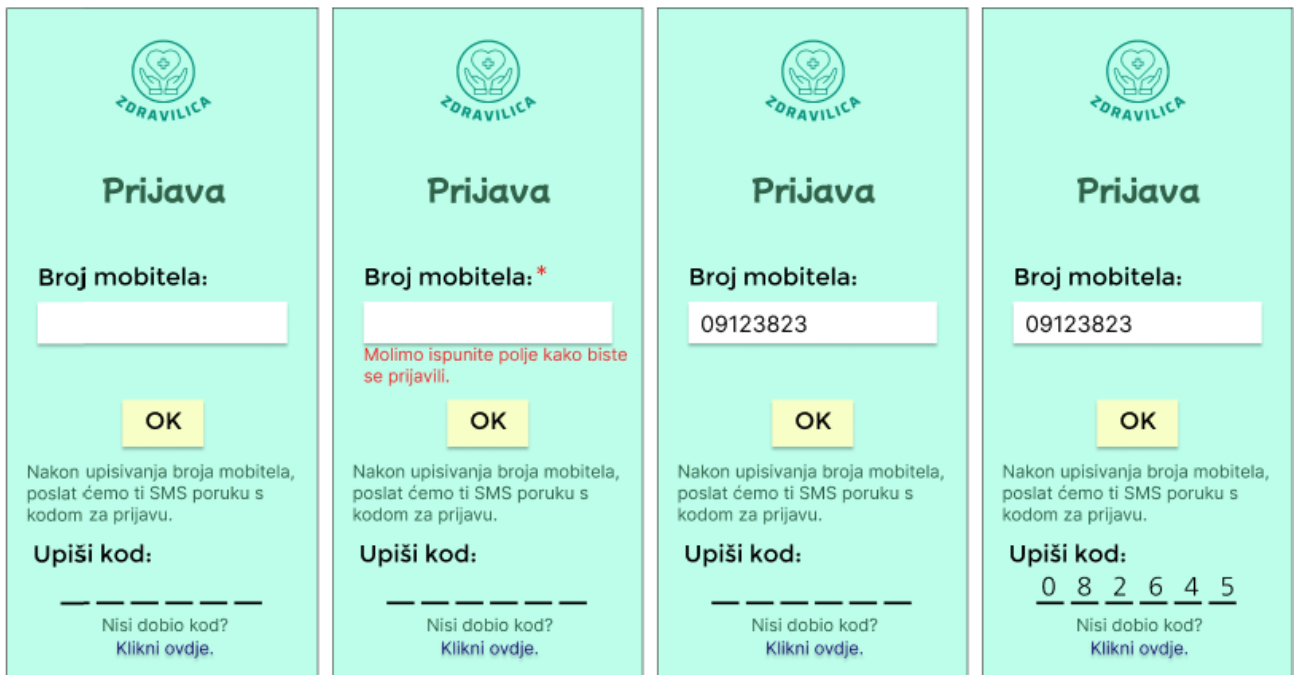 ZDRAVILICA
Prijava
Broj mobitela:
OK
Nakon upisivanja broja mobitela,
poslat ćemo ti SMS poruku s
kodom za prijavu.
Upiši kod:
Nisi dobio kod?
Klikni ovdje.
ZDRAVILICA
Prijava
Broj mobitela:*
Molimo ispunite polje kako biste
se prijavili.
OK
Nakon upisivanja broja mobitela,
poslat ćemo ti SMS poruku s
kodom za prijavu.
Upiši kod:
Nisi dobio kod?
Klikni ovdje.
ZDRAVILICA
Prijava
Broj mobitela:
09123823
OK
Nakon upisivanja broja mobitela,
poslat ćemo ti SMS poruku s
kodom za prijavu.
Upiši kod:
Nisi dobio kod?
Klikni ovdje.
ZDRAVILICA
Prijava
Broj mobitela:
09123823
OK
Nakon upisivanja broja mobitela,
poslat ćemo ti SMS poruku s
kodom za prijavu.
Upiši kod:
0 8 2 6 4 5
Nisi dobio kod?
Klikni ovdje.